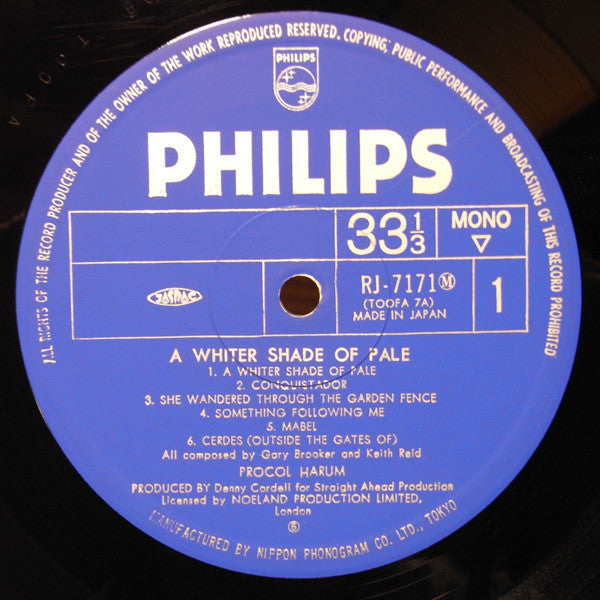 ALL RIGHTS OF THE RECORD PRODUCER AND OF THE OWNER OF THE WORK REPRODUCED RESERVED. COPYING, PUBLIC PERFORMANCE AND BROADCASTING OF THIS RECORD PROHIBITED
PHILIPS
PHILIPS
33 1/3
MONO
JASRAC
RJ-7171 Ⓜ
(TOOFA 7A)
MADE IN JAPAN
1
A WHITER SHADE OF PALE
1. A WHITER SHADE OF PALE
2. CONQUISTADOR
3. SHE WANDERED THROUGH THE GARDEN FENCE
4. SOMETHING FOLLOWING ME
5. MABEL
6. CERDES (OUTSIDE THE GATES OF)
All composed by Gary Brooker and Keith Reid
PROCOL HARUM
PRODUCED BY Denny Cordell for Straight Ahead Production
Licensed by NOELAND PRODUCTION LIMITED,
London
MANUFACTURED BY NIPPON PHONOGRAM CO. LTD., TOKYO